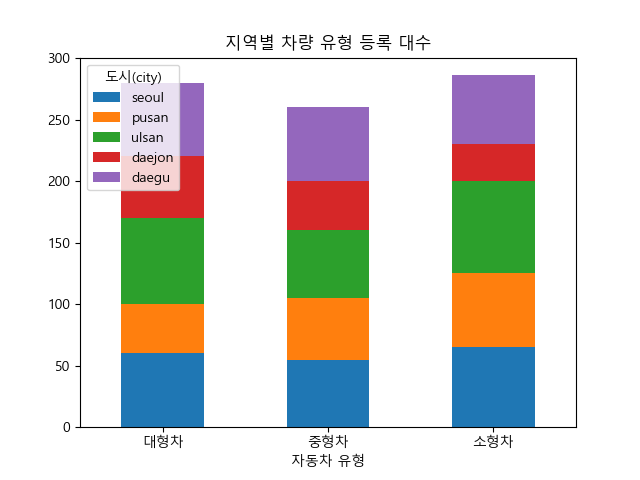 지역별 차량 유형 등록 대수
300
250
200
150
100
50
0
도시(city)
seoul
pusan
ulsan
daejon
daegu
대형차 중형차 소형차
자동차 유형